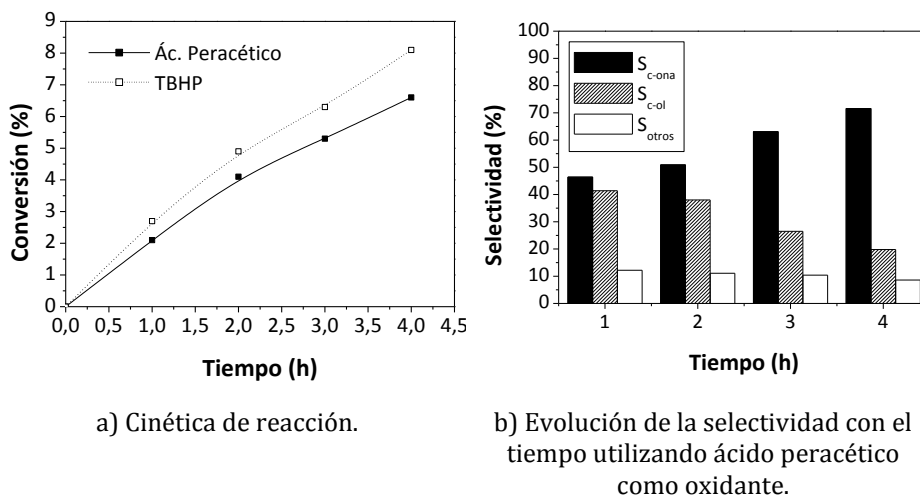 9
8
7
6
5
4
3
2
1
0
0,0 0,5 1,0 1,5 2,0 2,5 3,0 3,5 4,0 4,5
Conversión (%)
Tiempo (h)
Ác. Peracético
TBHP
a) Cinética de reacción.
100
90
80
70
60
50
40
30
20
10
0
1 2 3 4
Selectividad (%)
Tiempo (h)
S c-ona
S c-ol
S otros
b) Evolución de la selectividad con el
tiempo utilizando ácido peracético
como oxidante.